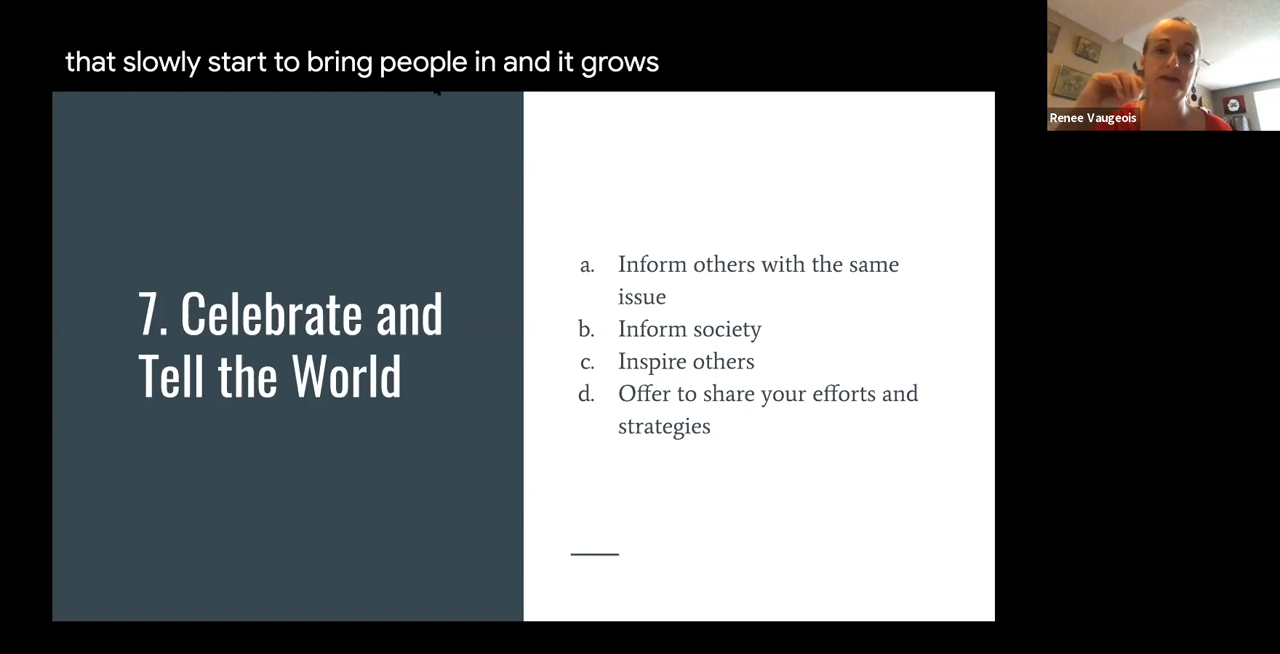 that slowly start to bring people in and it grows
Renee Vaugeois
7. Celebrate and
Tell the World
a. Inform others with the same
issue
b. Inform society
c. Inspire others
d. Offer to share your efforts and
strategies